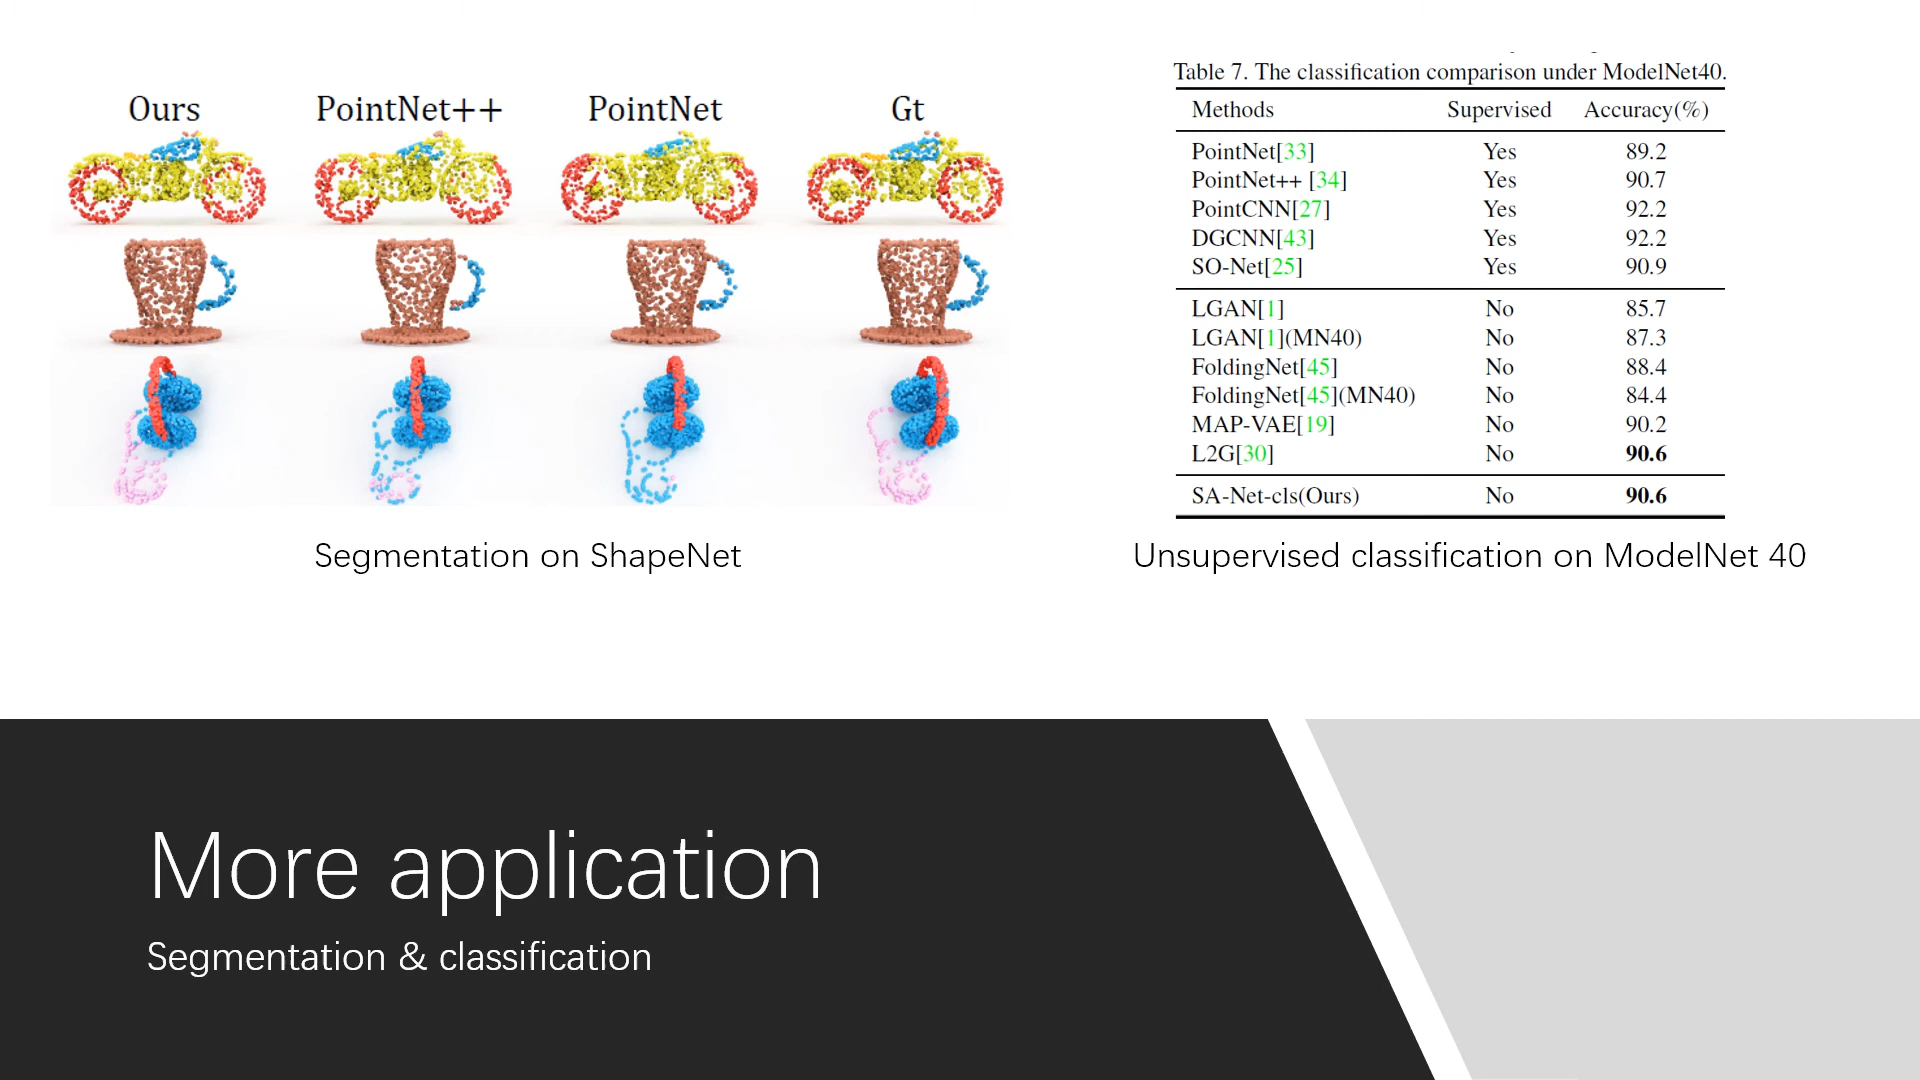 Ours PointNet++ PointNet Gt
Segmentation on ShapeNet
Table 7. The classification comparison under ModelNet40.
Methods Supervised Accuracy(%)
PointNet[33] Yes 89.2
PointNet++ [34] Yes 90.7
PointCNN[27] Yes 92.2
DGCNN[43] Yes 92.2
SO-Net[25] Yes 90.9
LGAN[1] No 85.7
LGAN[1](MN40) No 87.3
FoldingNet[45] No 88.4
FoldingNet[45](MN40) No 84.4
MAP-VAE[19] No 90.2
L2G[30] No 90.6
SA-Net-cls(Ours) No 90.6
Unsupervised classification on ModelNet 40
More application
Segmentation & classification